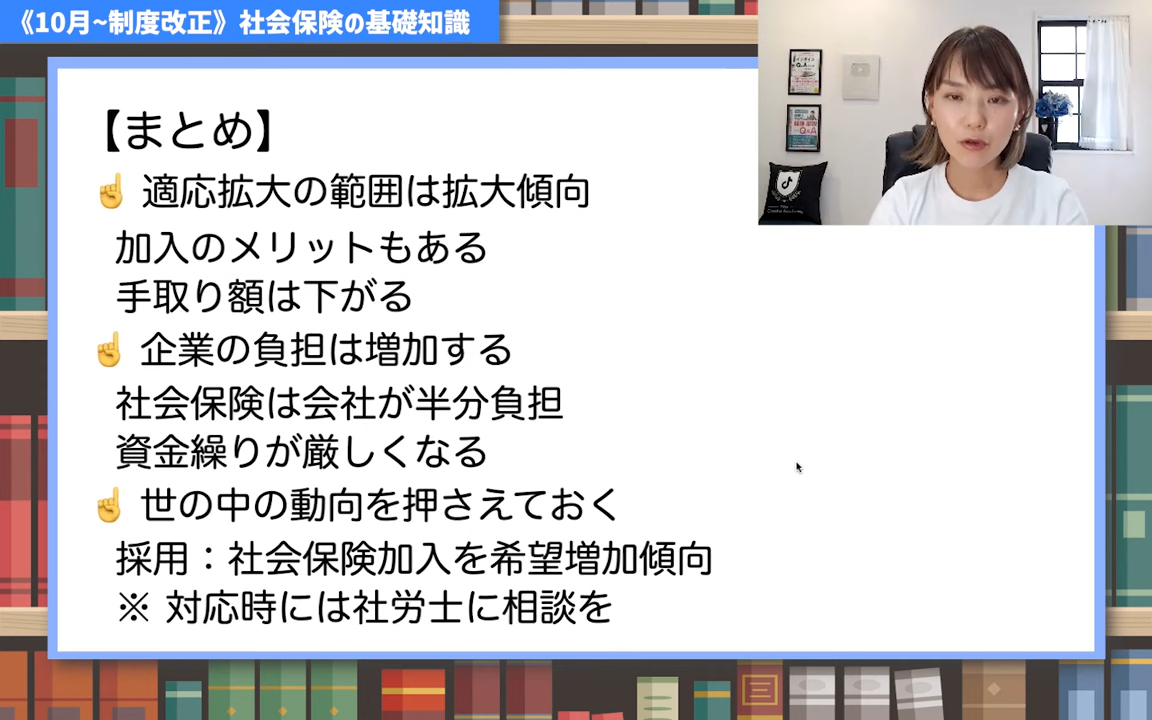 《10月~制度改正》社会保険の基礎知識
【まとめ】
☝ 適応拡大の範囲は拡大傾向
加入のメリットもある
手取り額は下がる
☝ 企業の負担は増加する
社会保険は会社が半分負担
資金繰りが厳しくなる
☝ 世の中の動向を押さえておく
採用：社会保険加入を希望増加傾向
※ 対応時には社労士に相談を